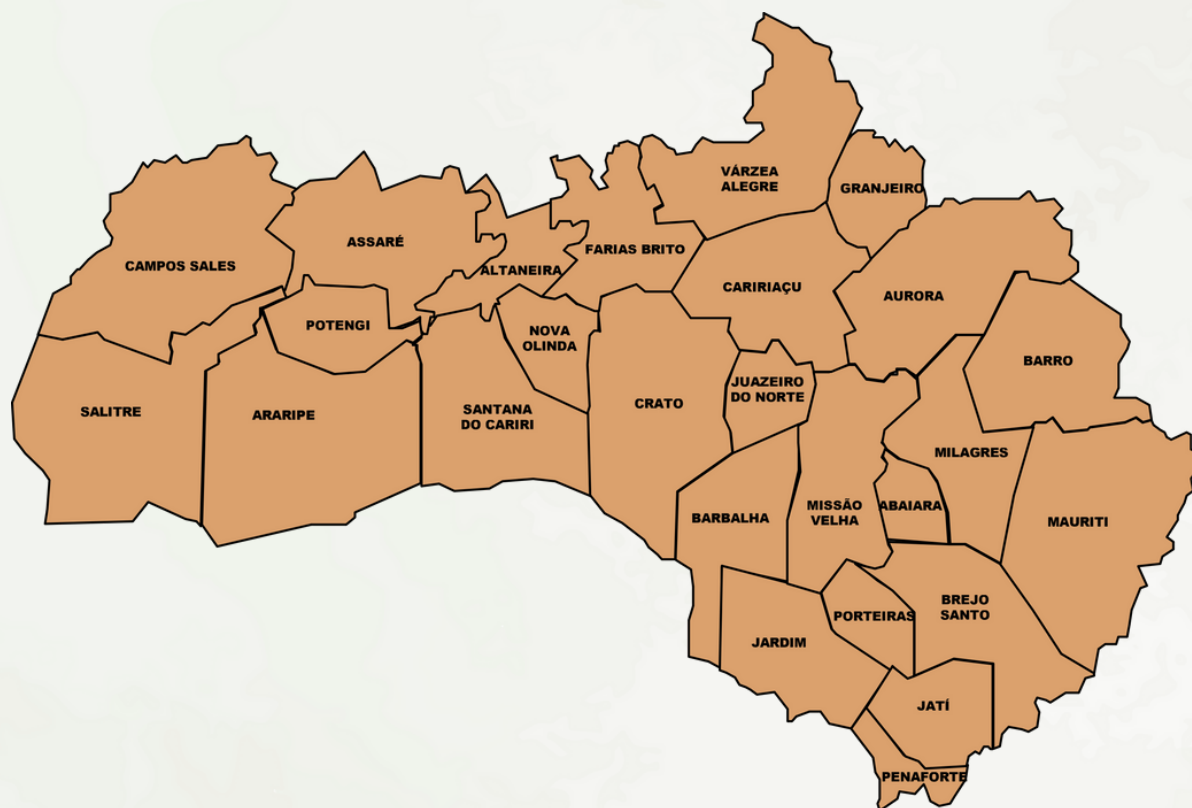 VÁRZEA
ALEGRE
GRANJEIRO
ASSARÉ
FARIAS BRITO
CAMPOS SALES
ALTANEIRA
CARIRIAÇU
AURORA
POTENGI
NOVA
OLINDA
BARRO
JUAZEIRO
DO NORTE
SALITRE
ARARIPE
SANTANA
DO CARIRI
CRATO
MILAGRES
BARBALHA
MISSÃO
VELHA
ABAIARA
MAURITI
BREJO
SANTO
PORTEIRAS
JARDIM
JATÍ
PENAFORTE